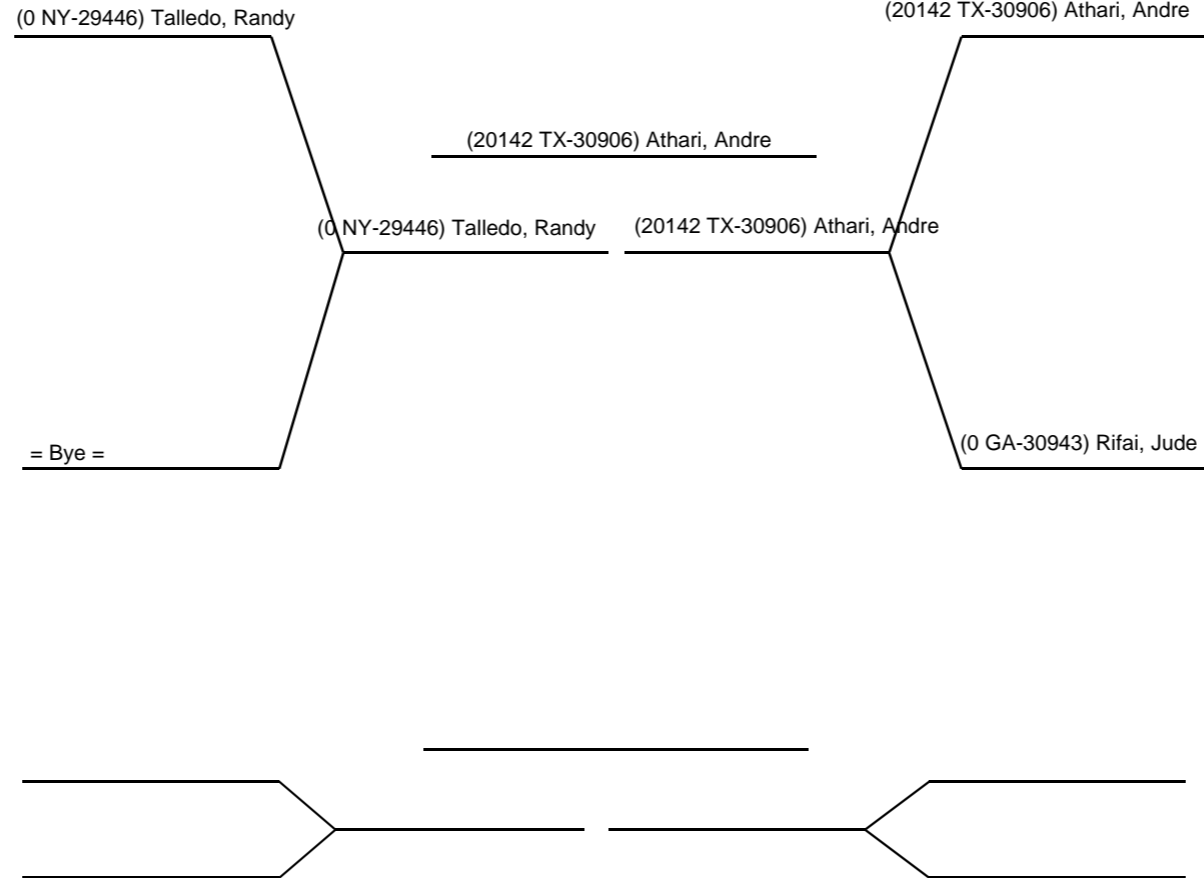 (0 NY-29446) Talledo, Randy
(20142 TX-30906) Athari, Andre
(20142 TX-30906) Athari, Andre
(0 NY-29446) Talledo, Randy
(20142 TX-30906) Athari, Andre
= Bye =
(0 GA-30943) Rifai, Jude